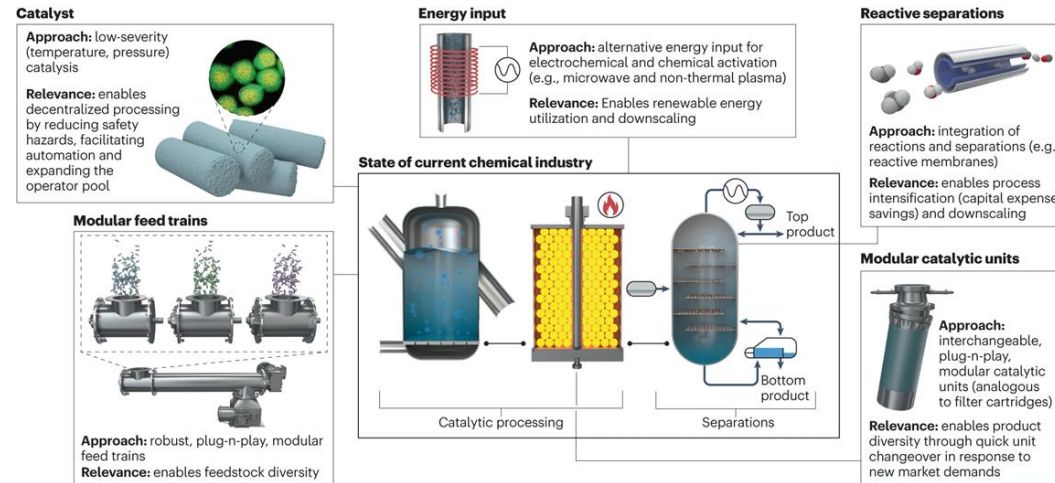 Catalyst
Approach: low-severity
(temperature, pressure)
catalysis
Relevance: enables
decentralized processing
by reducing safety
hazards, facilitating
automation and
expanding the
operator pool
Energy input
Approach: alternative energy input for
electrochemical and chemical activation
(e.g., microwave and non-thermal plasma)
Relevance: Enables renewable energy
utilization and downscaling
Reactive separations
Approach: integration of
reactions and separations (e.g.
reactive membranes)
Relevance: enables process
intensification (capital expense
savings) and downscaling
Modular feed trains
Approach: robust, plug-n-play, modular
feed trains
Relevance: enables feedstock diversity
State of current chemical industry
Top
product
Bottom
product
Catalytic processing
Separations
Modular catalytic units
Approach:
interchangeable,
plug-n-play,
modular catalytic
units (analogous
to filter cartridges)
Relevance: enables product
diversity through quick unit
changeover in response to
new market demands